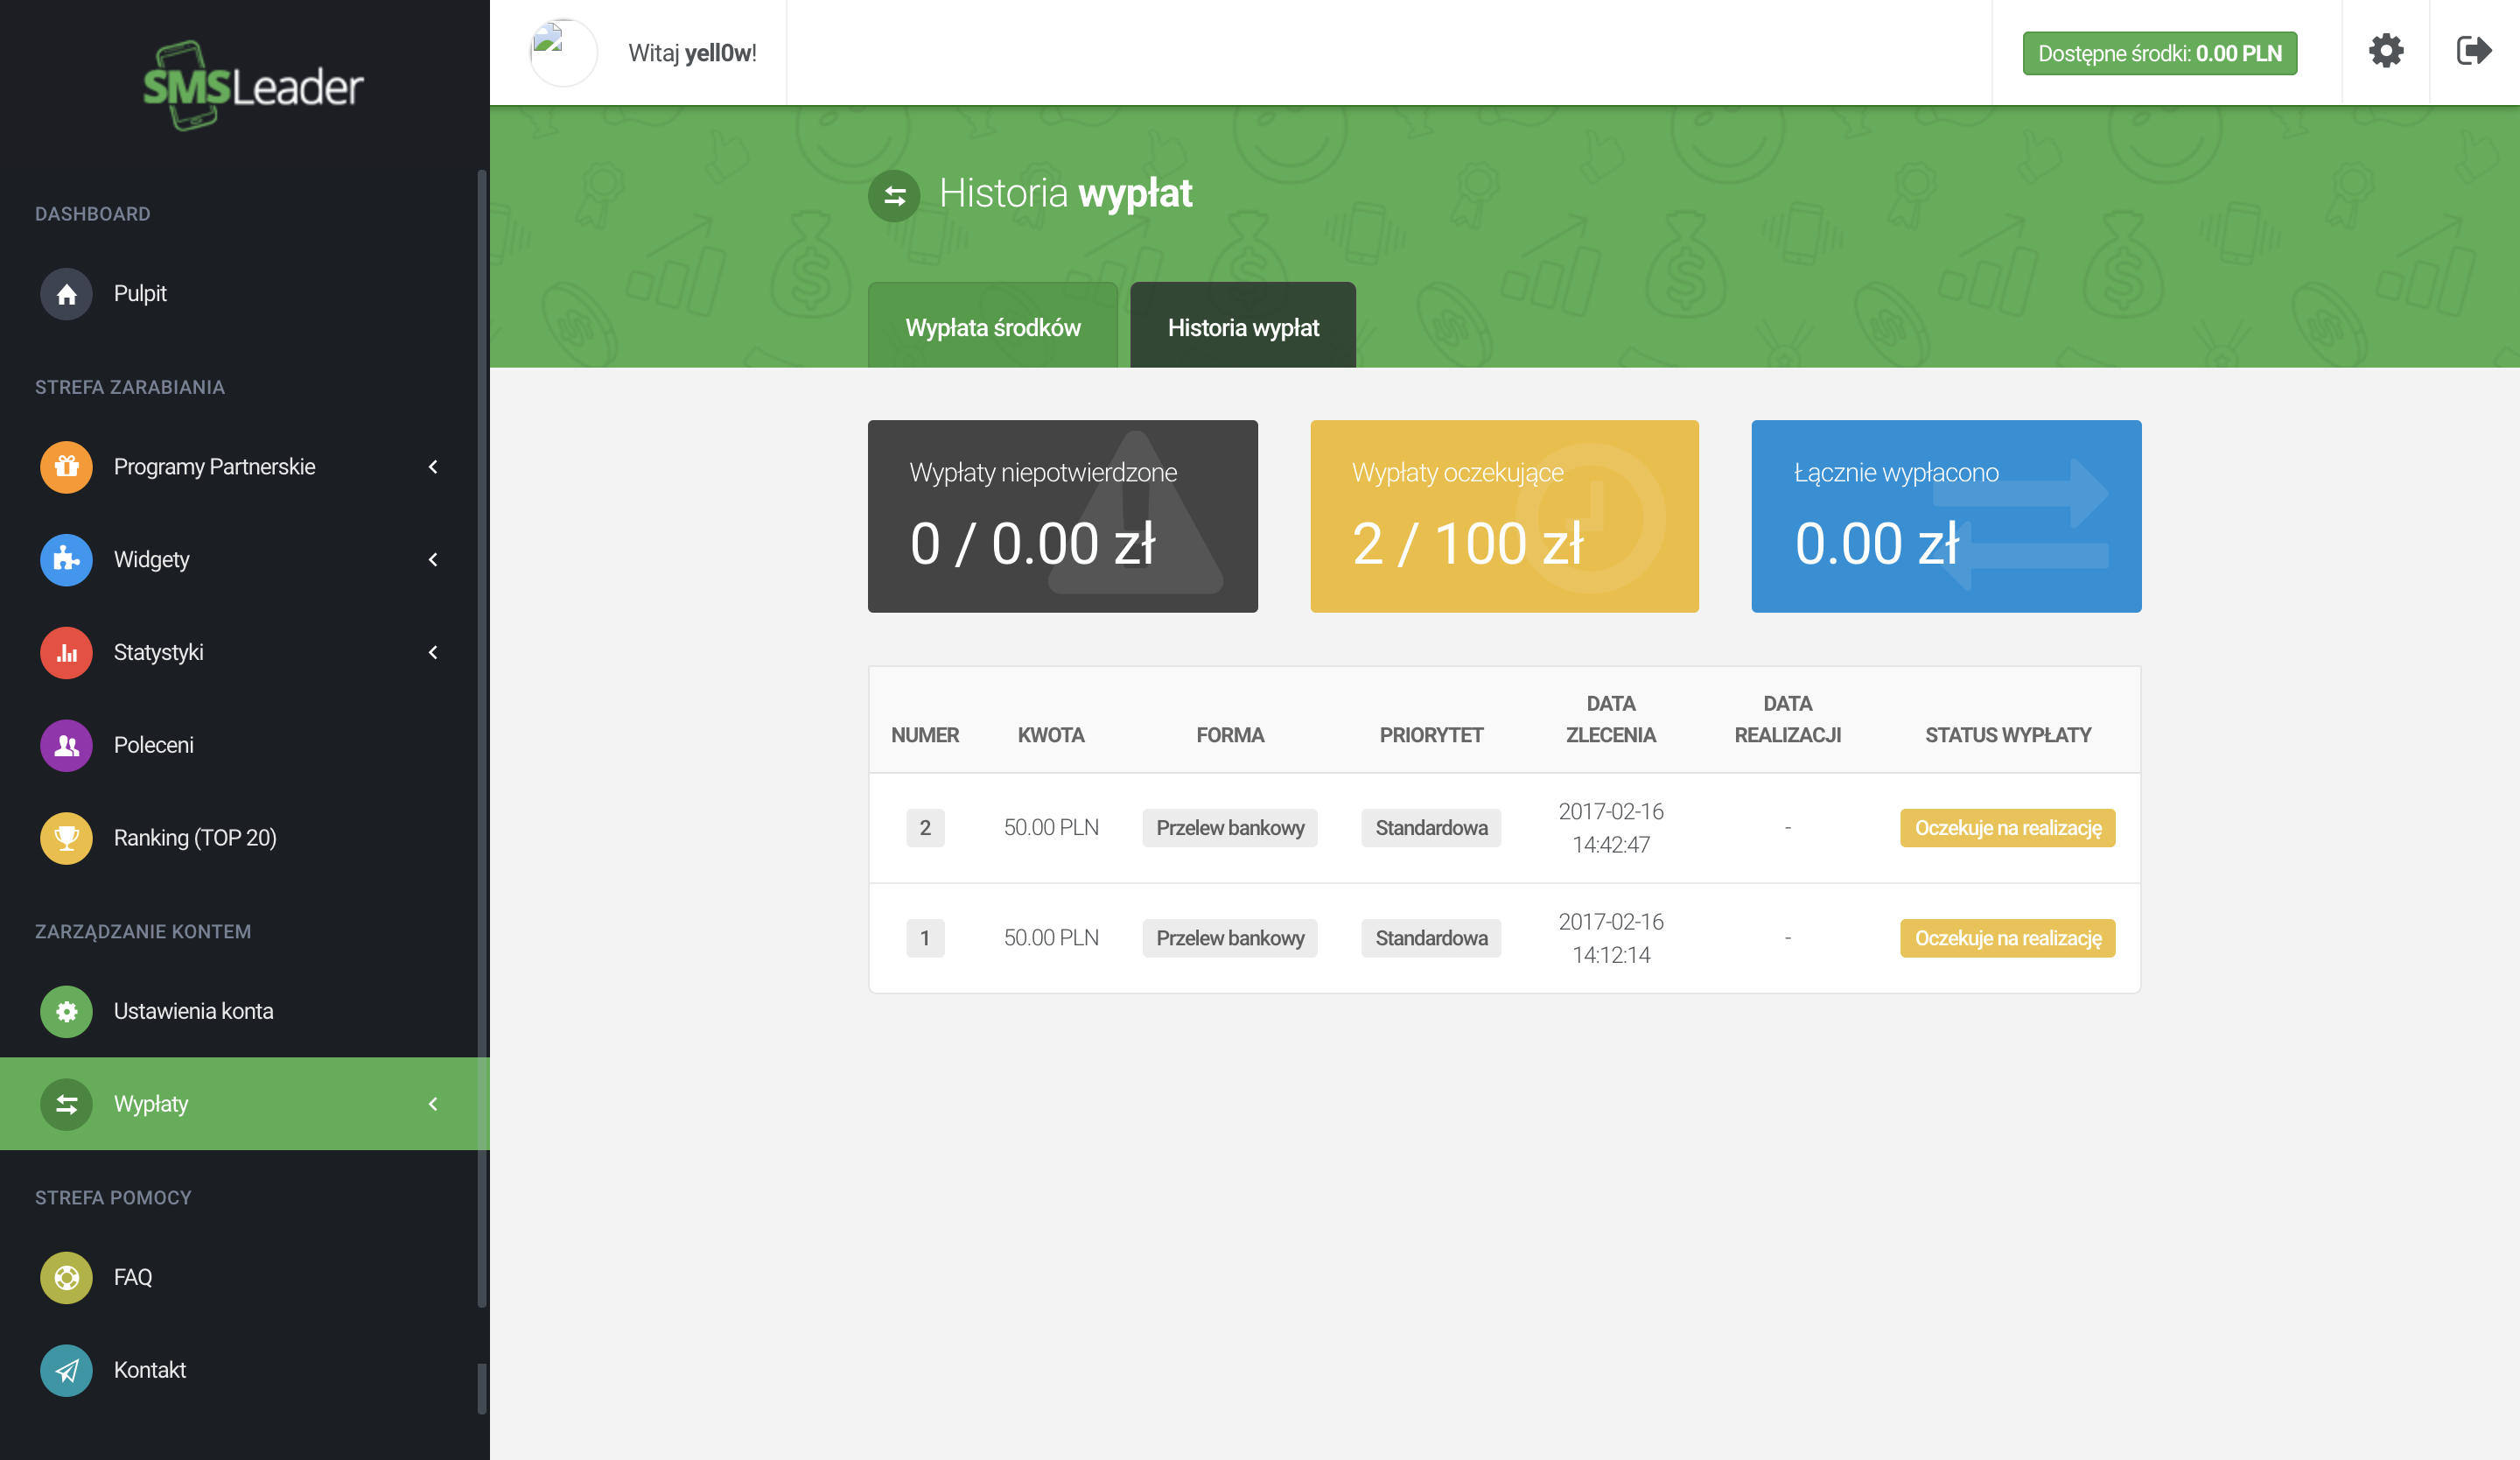 SMSLeader
DASHBOARD
Pulpit
STREFA ZARABIANIA
Programy Partnerskie
Widgety
Statystyki
Poleceni
Ranking (TOP 20)
ZARZĄDZANIE KONTEM
Ustawienia konta
Wypłaty
STREFA POMOCY
FAQ
Kontakt
Witaj yell0w!
Dostępne środki: 0.00 PLN
Historia wypłat
Wypłata środków
Historia wypłat
Wypłaty niepotwierdzone
0 / 0.00 zł
Wypłaty oczekujące
2 / 100 zł
Łącznie wypłacono
0.00 zł
NUMER KWOTA FORMA PRIORYTET DATA ZLECENIA DATA REALIZACJI STATUS WYPŁATY
2 50.00 PLN Przelew bankowy Standardowa 2017-02-16 14:42:47 - Oczekuje na realizację
1 50.00 PLN Przelew bankowy Standardowa 2017-02-16 14:12:14 - Oczekuje na realizację